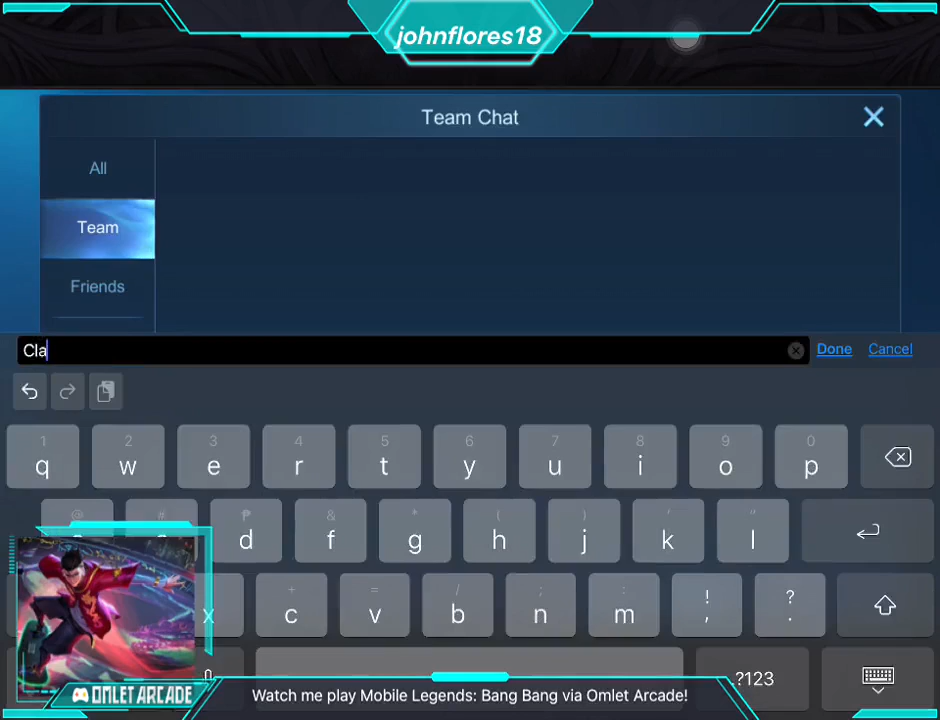 johnflores18
Team Chat
All
Team
Friends
Cla
Done Cancel
1 2 3 4 5 6 7 8 9 0
q w e r t y u i o p
@ # ₱ & * ( ) ' "
d f g h j k l
+ = / ; : ! ?
x c v b n m , .
.?123
OMLET ARCADE
Watch me play Mobile Legends: Bang Bang via Omlet Arcade!